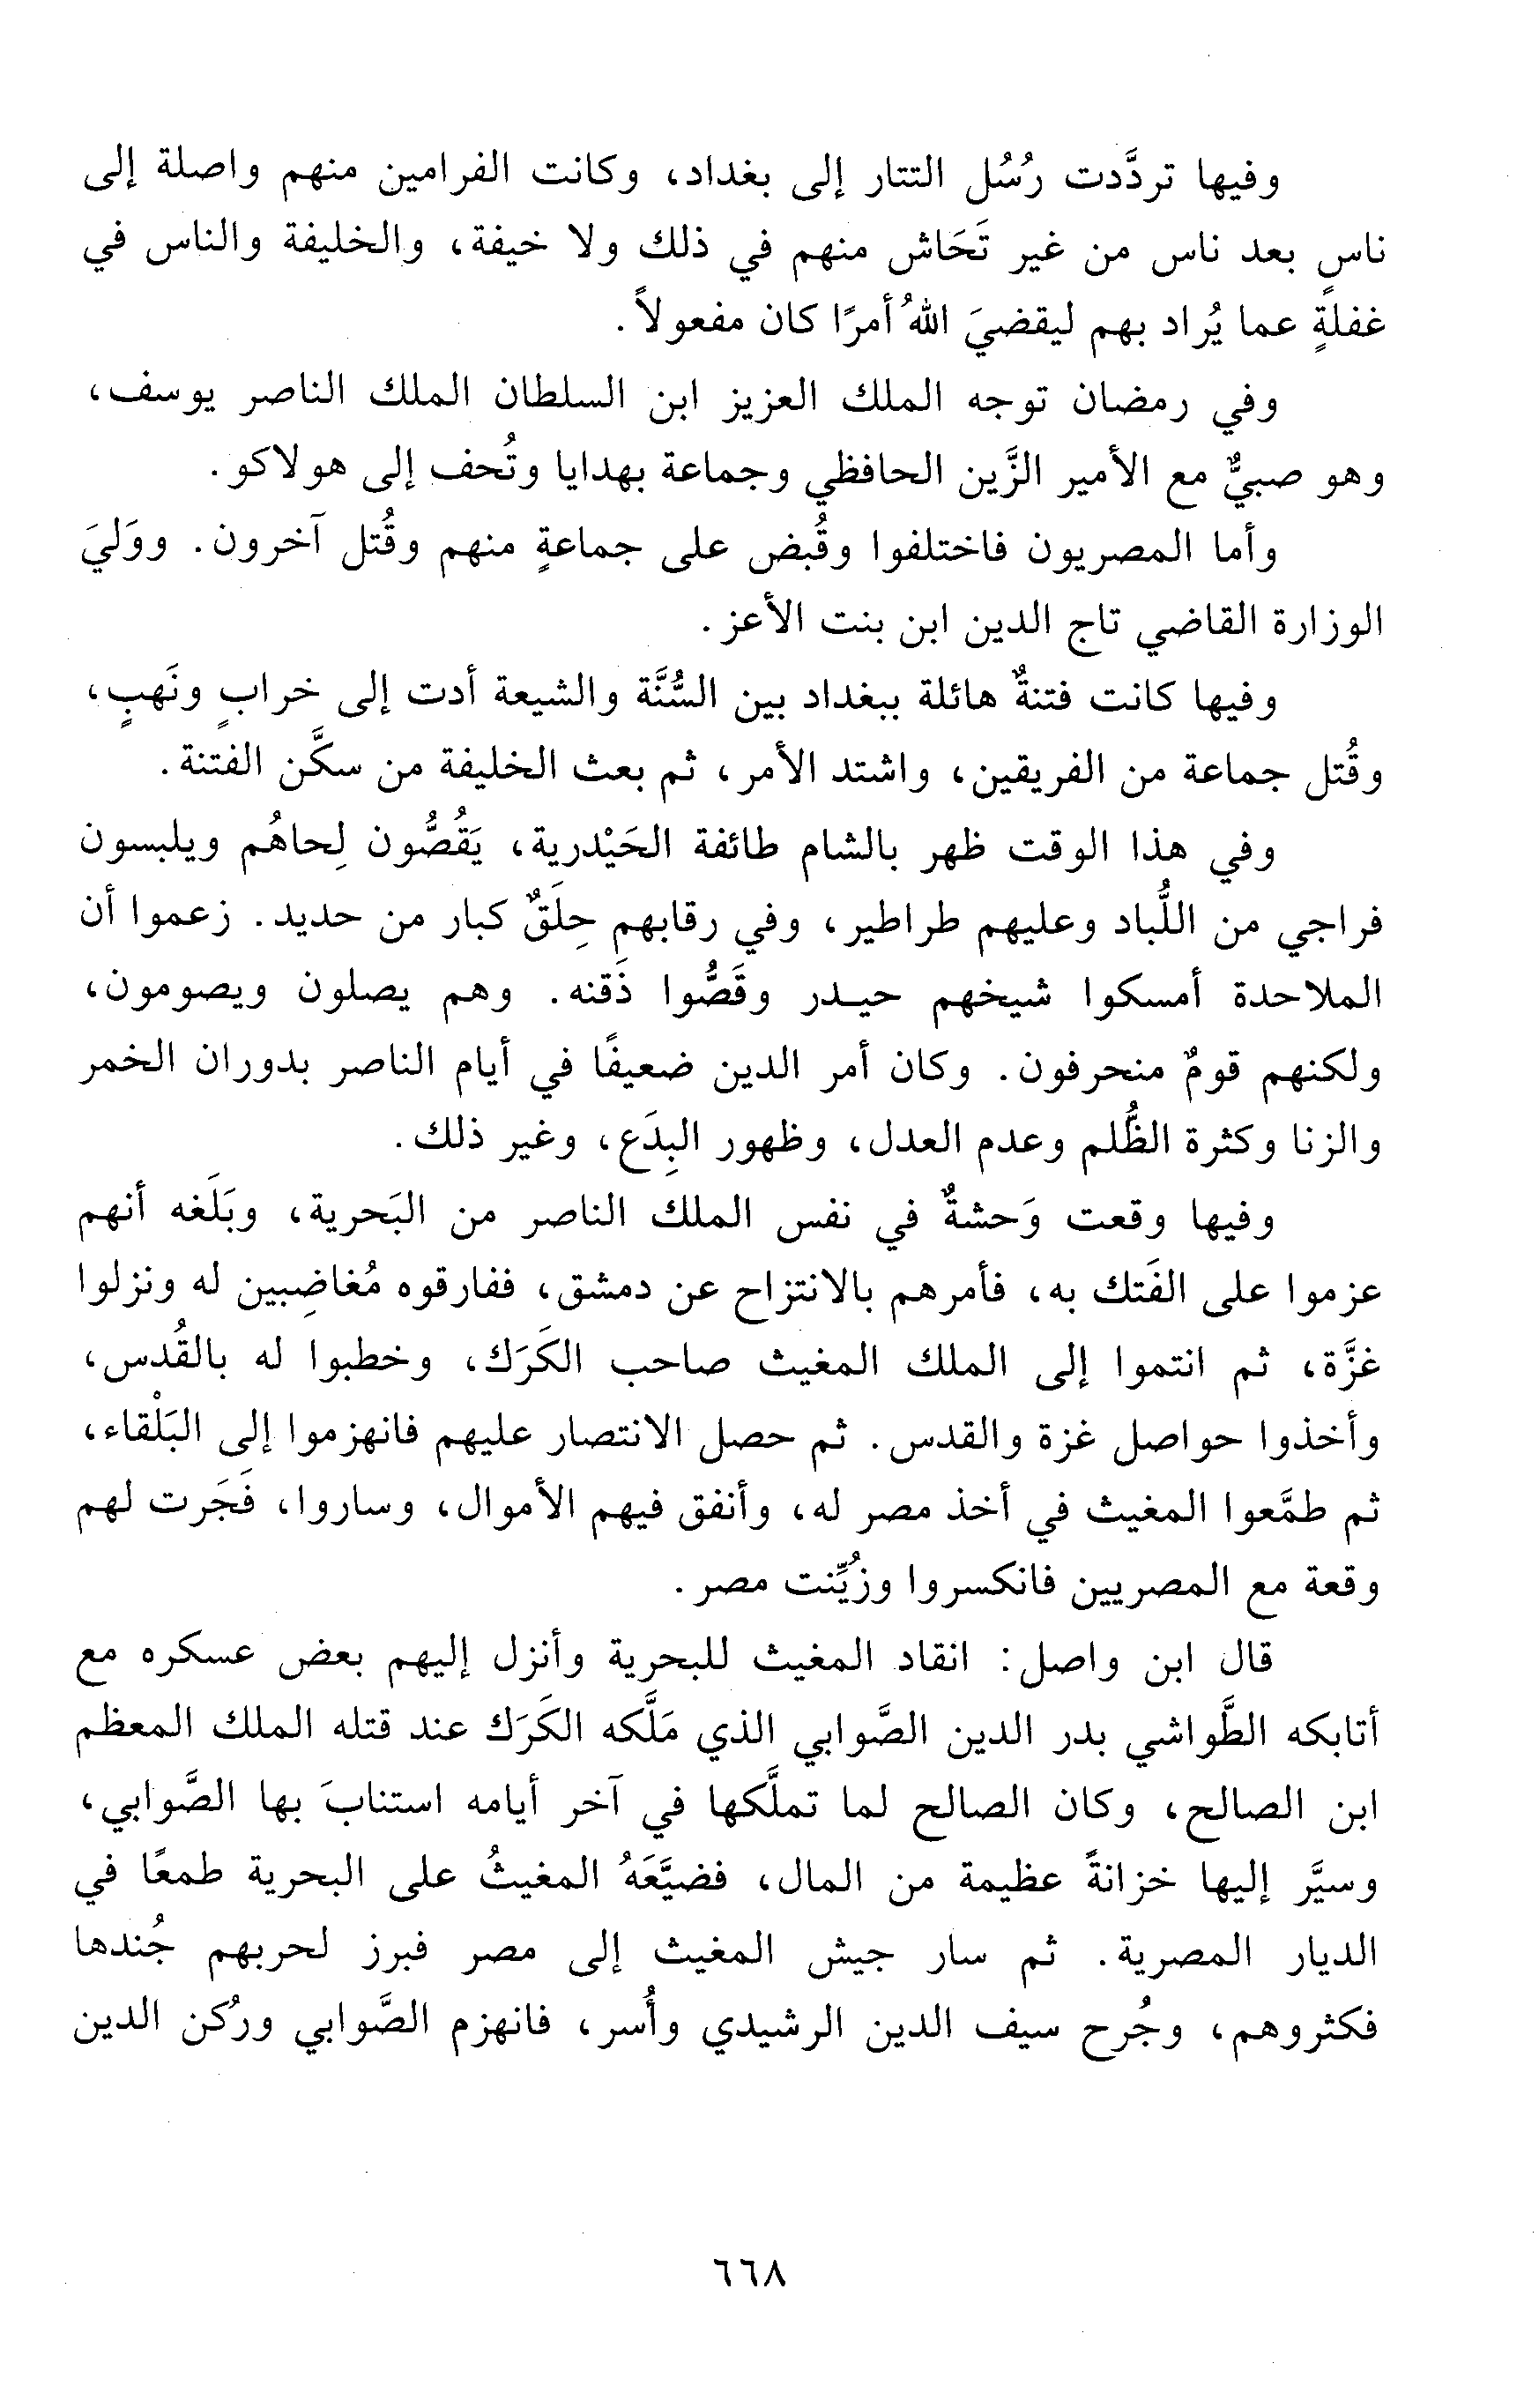 وفيها تردَّدت رُسُل التتار إلى بغداد، وكانت الفرامين منهم واصلة إلى
ناسٍ بعد ناس من غير تَحَاش منهم في ذلك ولا خيفة، والخليفة والناس في
غفلةٍ عما يُراد بهم ليقضيَ اللهُ أمرًا كان مفعولاً.
وفي رمضان توجه الملك العزيز ابن السلطان الملك الناصر يوسف،
وهو صبيٌّ مع الأمير الزَّين الحافظي وجماعة بهدايا وتُحف إلى هولاكو.
وأما المصريون فاختلفوا وقُبض على جماعةٍ منهم وقُتل آخرون. ووَليَ
الوزارة القاضي تاج الدين ابن بنت الأعز.
وفيها كانت فتنةٌ هائلة ببغداد بين السُّنَّة والشيعة أدت إلى خرابٍ ونَهبٍ،
وقُتل جماعة من الفريقين، واشتد الأمر، ثم بعث الخليفة من سكَّن الفتنة.
وفي هذا الوقت ظهر بالشام طائفة الحَيْدرية، يَقُصُّون لِحاهُم ويلبسون
فراجي من اللُّباد وعليهم طراطير، وفي رقابهم حِلَقٌ كبار من حديد. زعموا أن
الملاحدة أمسكوا شيخهم حيدر وقَصُّوا ذَقنه. وهم يصلون ويصومون،
ولكنهم قومٌ منحرفون. وكان أمر الدين ضعيفًا في أيام الناصر بدوران الخمر
والزنا وكثرة الظُّلم وعدم العدل، وظهور البِدَع، وغير ذلك.
وفيها وقعت وَحشةٌ في نفس الملك الناصر من البَحرية، وبَلَغه أنهم
عزموا على الفَتك به، فأمرهم بالانتزاح عن دمشق، ففارقوه مُغاضِبين له ونزلوا
غزَّة، ثم انتموا إلى الملك المغيث صاحب الكَرَك، وخطبوا له بالقُدس،
وأخذوا حواصل غزة والقدس. ثم حصل الانتصار عليهم فانهزموا إلى البَلْقاء،
ثم طمَّعوا المغيث في أخذ مصر له، وأنفق فيهم الأموال، وساروا، فَجَرت لهم
وقعة مع المصريين فانكسروا وزُيِّنت مصر.
قال ابن واصل: انقاد المغيث للبحرية وأنزل إليهم بعض عسكره مع
أتابكه الطَّواشي بدر الدين الصَّوابي الذي مَلَّكه الكَرَك عند قتله الملك المعظم
ابن الصالح، وكان الصالح لما تملَّكها في آخر أيامه استنابَ بها الصَّوابي،
وسيَّر إليها خزانةً عظيمة من المال، فضيَّعَهُ المغيثُ على البحرية طمعًا في
الديار المصرية. ثم سار جيش المغيث إلى مصر فبرز لحربهم جُندها
فكثروهم، وجُرح سيف الدين الرشيدي وأُسر، فانهزم الصَّوابي ورُكن الدين
٦٦٨